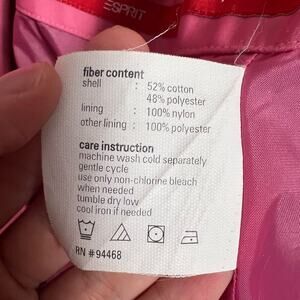 ESPRIT
fiber content
shell : 52% cotton
48% polyester
lining : 100% nylon
other lining : 100% polyester
care instruction
machine wash cold separately
gentle cycle
use only non-chlorine bleach
when needed
tumble dry low
cool iron if needed
RN # 94468